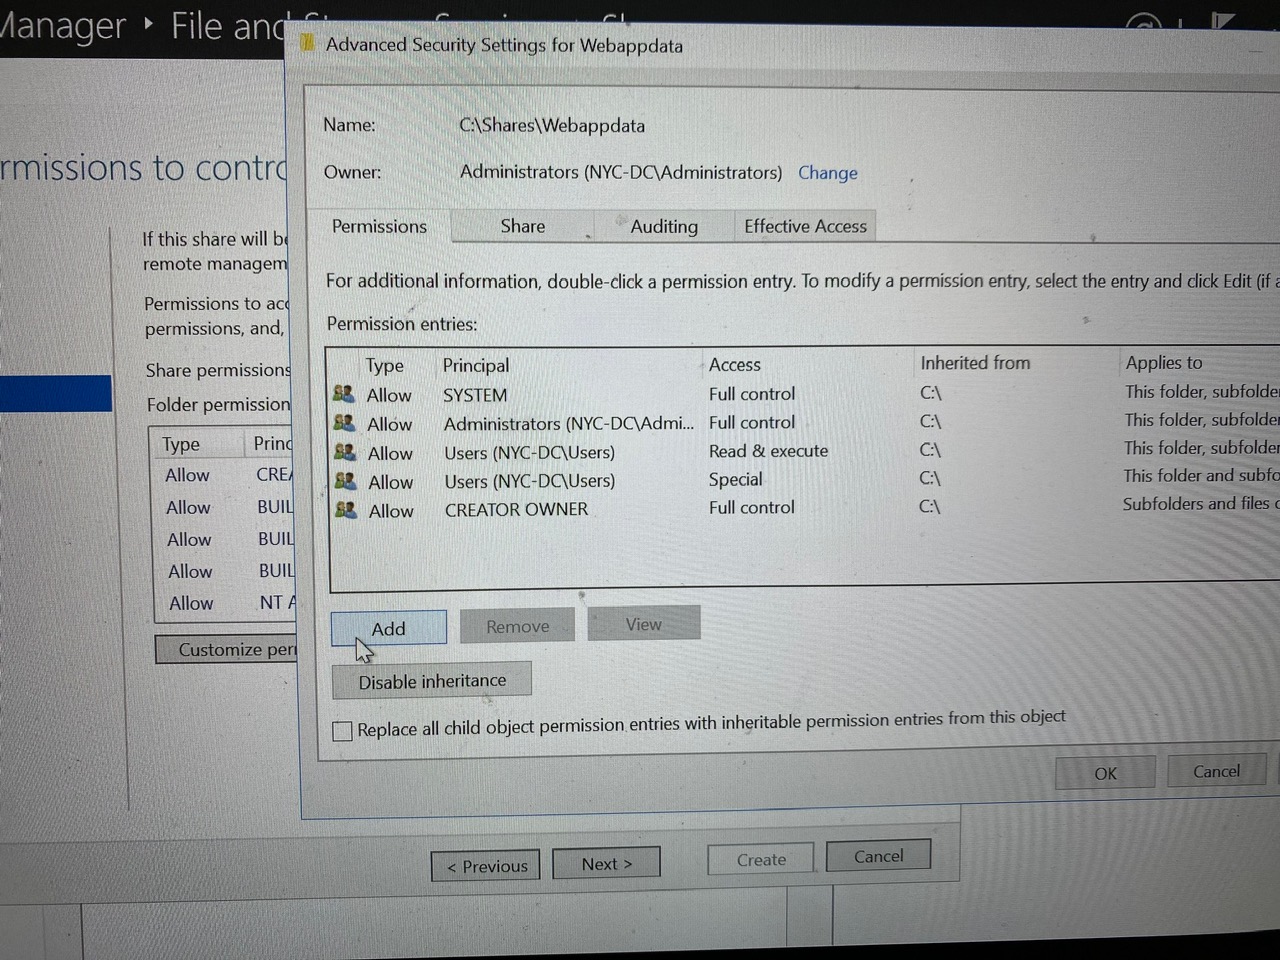 Manager ▸ File and
Advanced Security Settings for Webappdata
Name: C:\Shares\Webappdata
Owner: Administrators (NYC-DC\Administrators) Change
Permissions Share Auditing Effective Access
For additional information, double-click a permission entry. To modify a permission entry, select the entry and click Edit (if a
Permission entries:
Type Principal Access Inherited from Applies to
Allow SYSTEM Full control C:\ This folder, subfolder
Allow Administrators (NYC-DC\Admi... Full control C:\ This folder, subfolder
Allow Users (NYC-DC\Users) Read & execute C:\ This folder, subfolder
Allow Users (NYC-DC\Users) Special C:\ This folder and subfo
Allow CREATOR OWNER Full control C:\ Subfolders and files o
Add Remove View
Disable inheritance
Replace all child object permission entries with inheritable permission entries from this object
OK Cancel
rmissions to contro
If this share will be
remote managem
Permissions to acc
permissions, and,
Share permissions
Folder permission
Type Princ
Allow CREA
Allow BUIL
Allow BUIL
Allow BUIL
Allow NT A
Customize peri
< Previous Next > Create Cancel